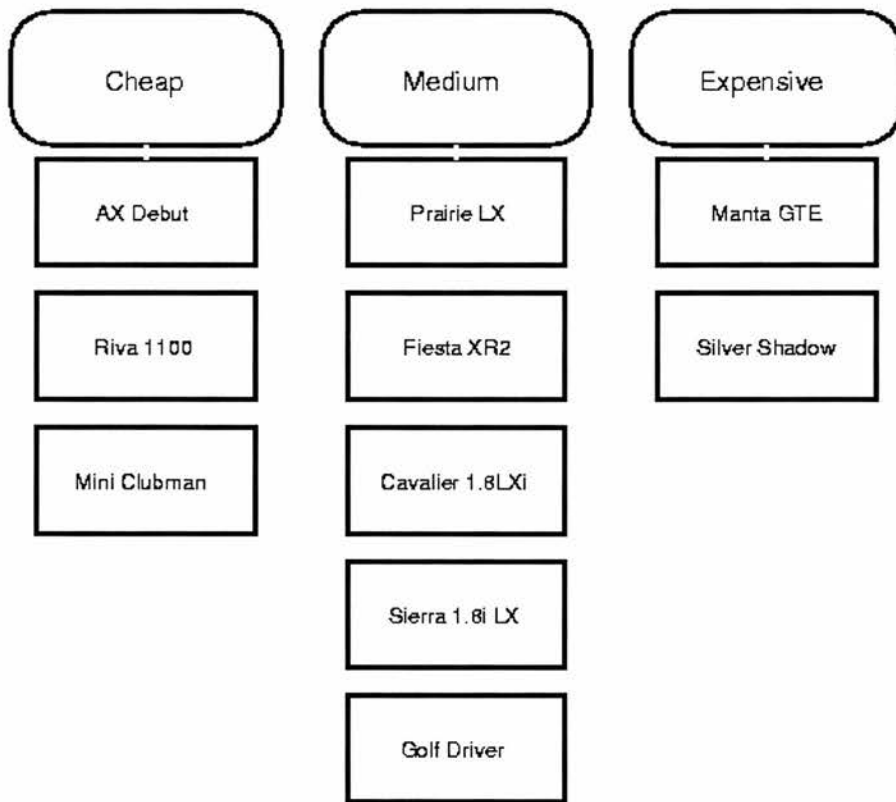 Cheap
Medium
Expensive
AX Debut
Prairie LX
Manta GTE
Riva 1100
Fiesta XR2
Silver Shadow
Mini Clubman
Cavalier 1.8LXi
Sierra 1.8i LX
Golf Driver